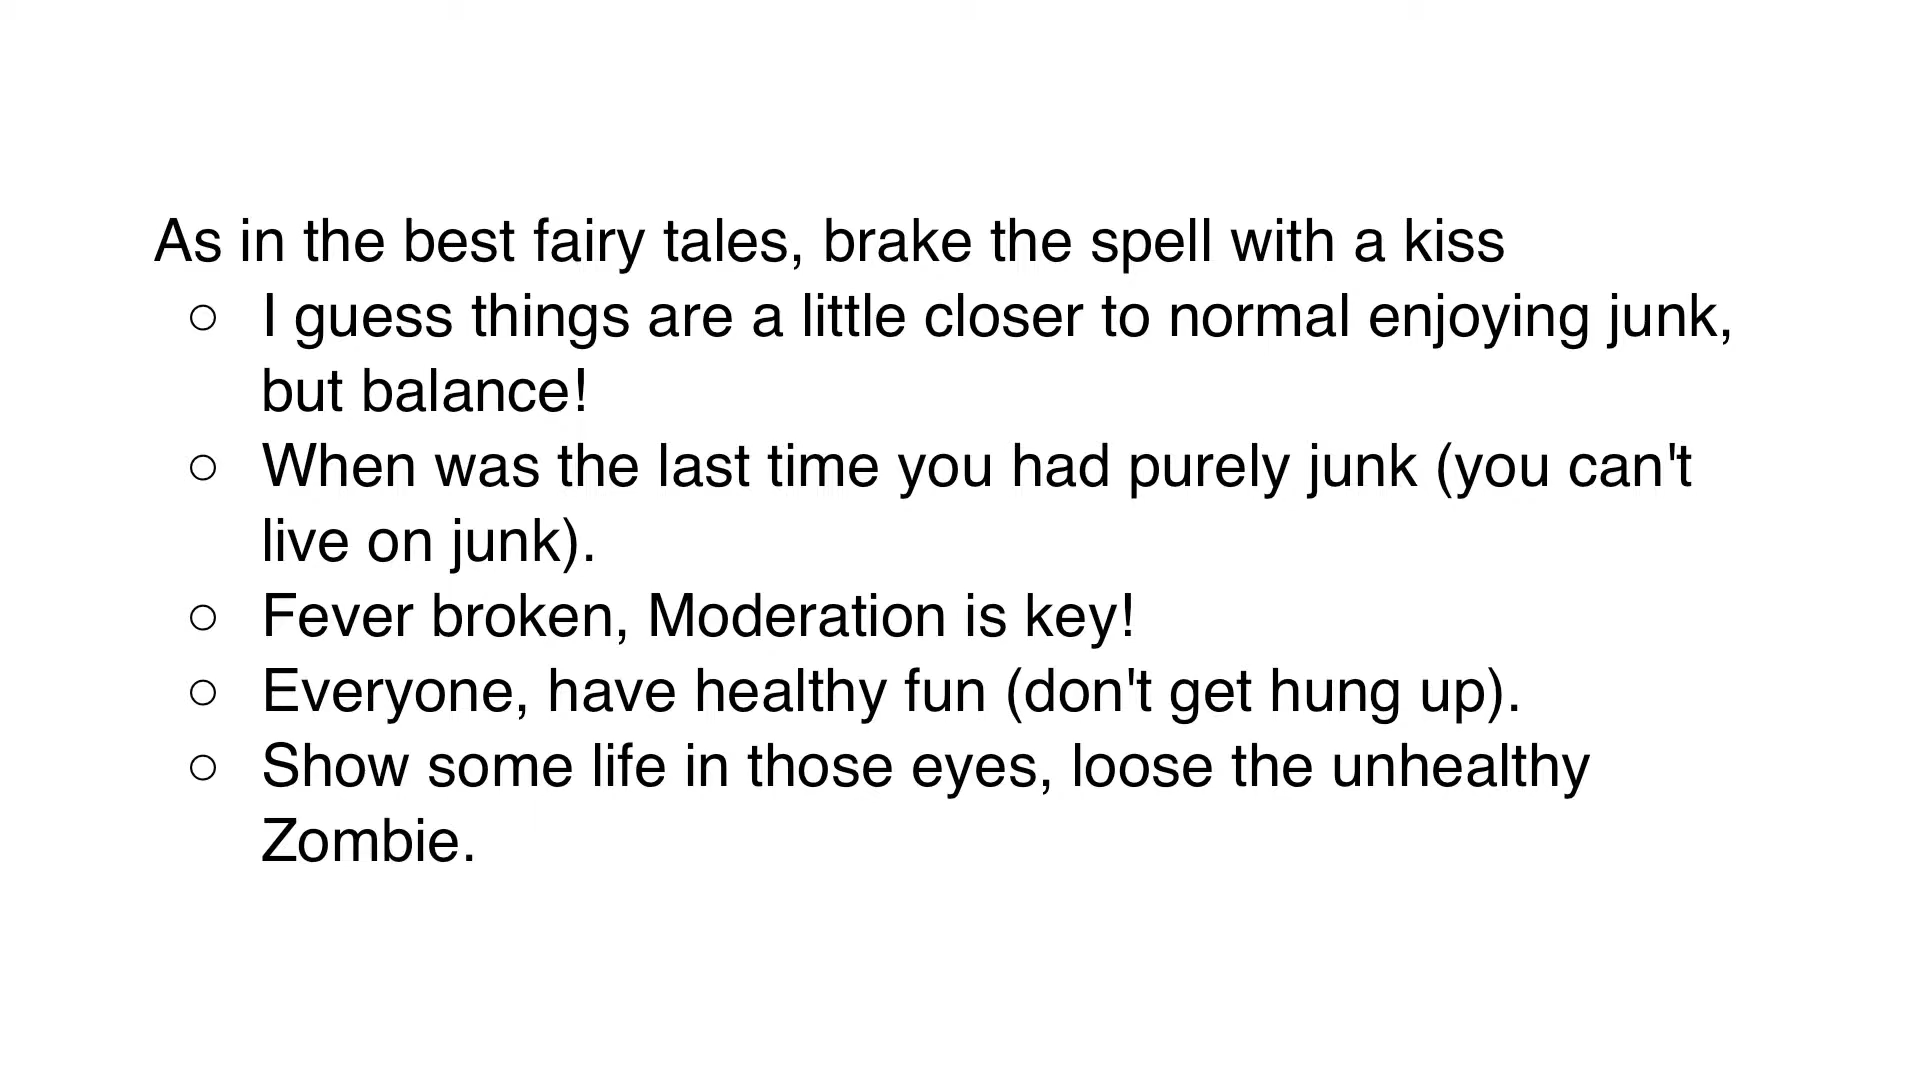 As in the best fairy tales, brake the spell with a kiss
○ I guess things are a little closer to normal enjoying junk,
but balance!
○ When was the last time you had purely junk (you can't
live on junk).
○ Fever broken, Moderation is key!
○ Everyone, have healthy fun (don't get hung up).
○ Show some life in those eyes, loose the unhealthy
Zombie.